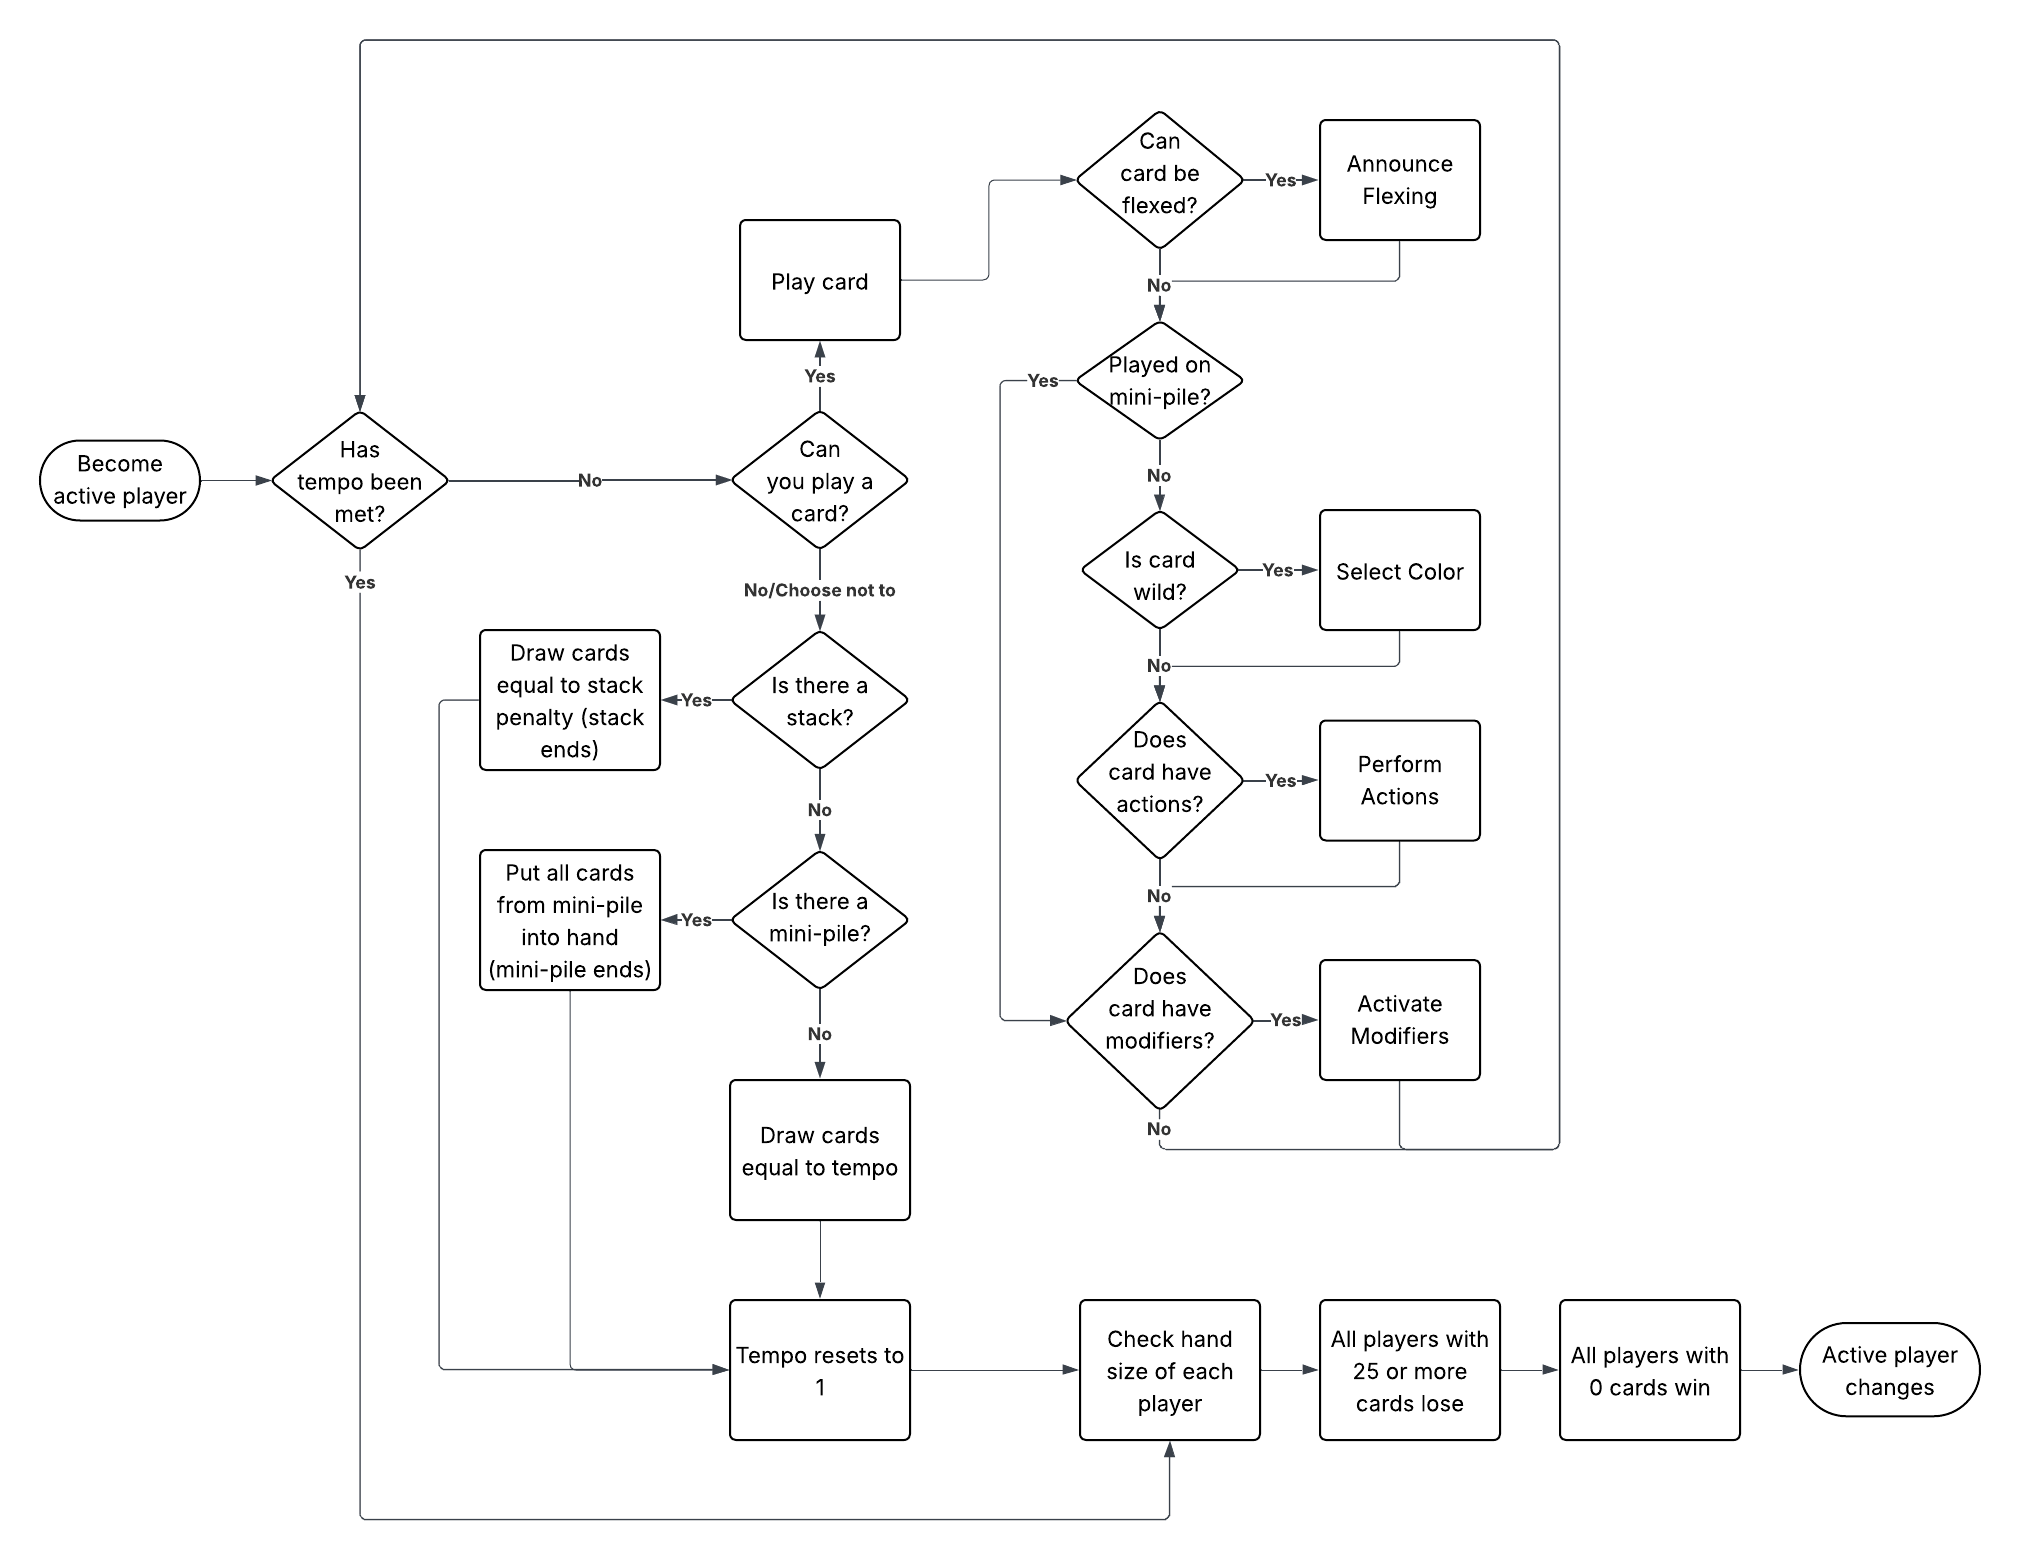 Become
active player
Has
tempo been
met?
No
Yes
Can
you play a
card?
Yes
Play card
No/Choose not to
Is there a
stack?
Yes
Draw cards
equal to stack
penalty (stack
ends)
No
Is there a
mini-pile?
Yes
Put all cards
from mini-pile
into hand
(mini-pile ends)
No
Draw cards
equal to tempo
Tempo resets to
1
Can
card be
flexed?
Yes
Announce
Flexing
No
Played on
mini-pile?
Yes
No
Is card
wild?
Yes
Select Color
No
Does
card have
actions?
Yes
Perform
Actions
No
Does
card have
modifiers?
Yes
Activate
Modifiers
No
Check hand
size of each
player
All players with
25 or more
cards lose
All players with
0 cards win
Active player
changes